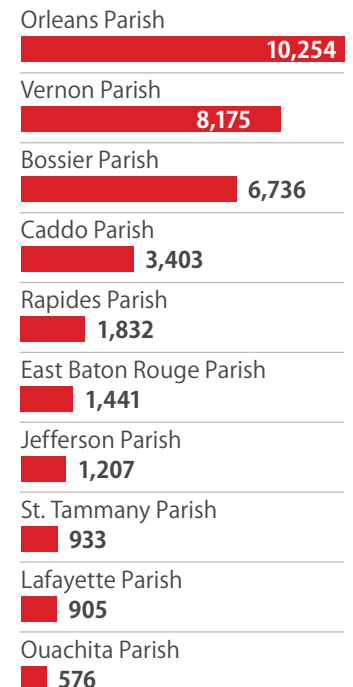 Orleans Parish
10,254
Vernon Parish
8,175
Bossier Parish
6,736
Caddo Parish
3,403
Rapides Parish
1,832
East Baton Rouge Parish
1,441
Jefferson Parish
1,207
St. Tammany Parish
933
Lafayette Parish
905
Ouachita Parish
576